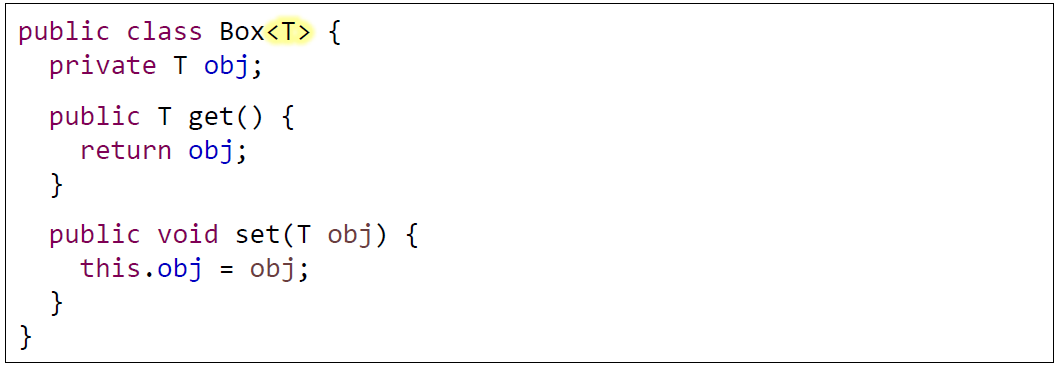 public class Box<T> {
  private T obj;
  public T get() {
    return obj;
  }
  public void set(T obj) {
    this.obj = obj;
  }
}